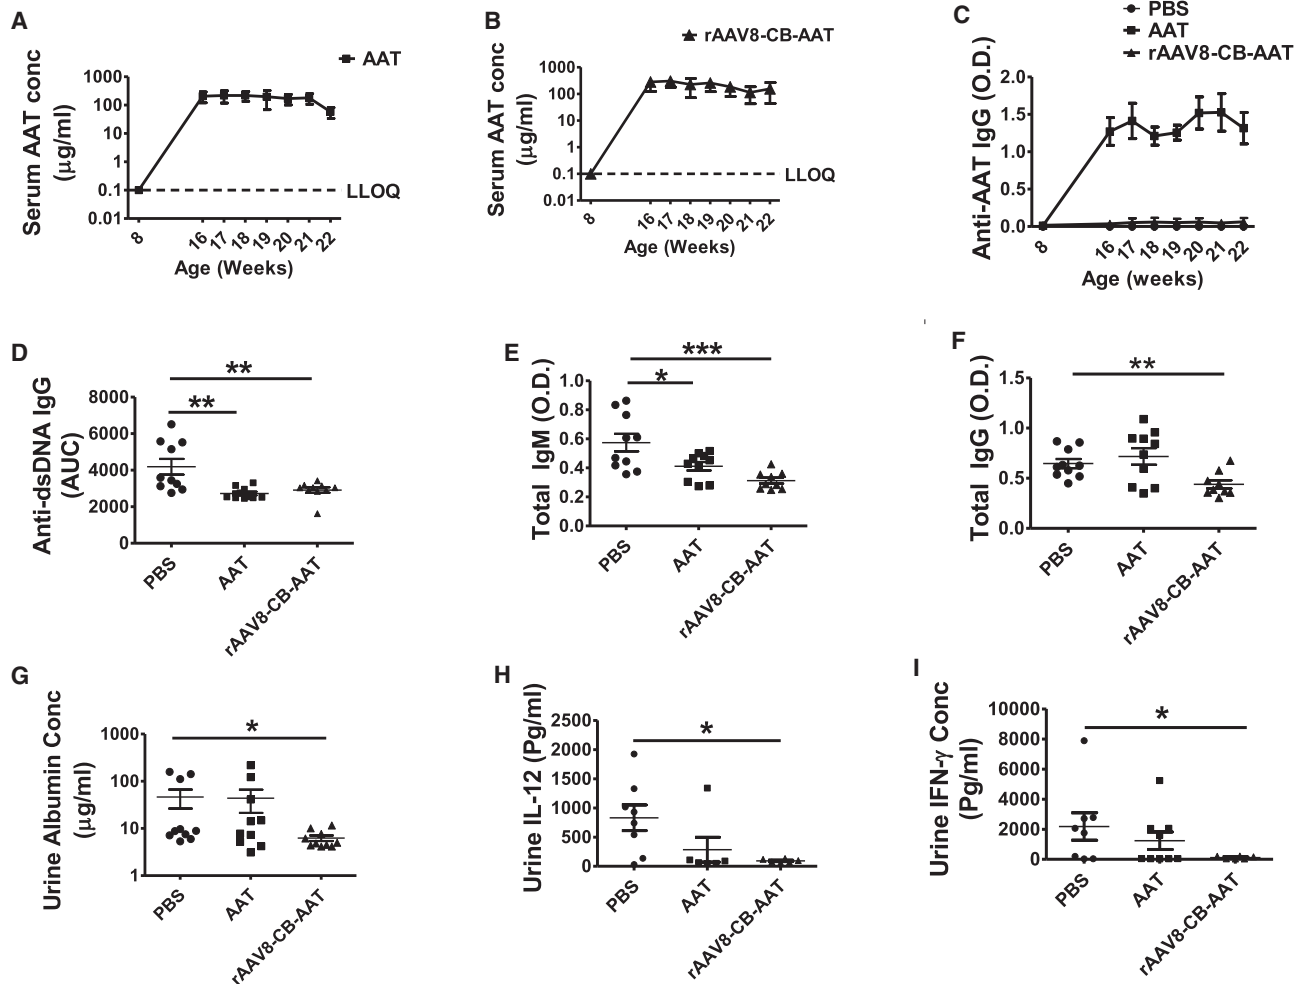 A
AAT
Serum AAT conc
(µg/ml)
1000
100
10
1
0.1
0.01
LLOQ
8 16 17 18 19 20 21 22
Age (Weeks)
B
rAAV8-CB-AAT
Serum AAT conc
(µg/ml)
1000
100
10
1
0.1
0.01
LLOQ
8 16 17 18 19 20 21 22
Age (Weeks)
C
PBS
AAT
rAAV8-CB-AAT
Anti-AAT IgG (O.D.)
2.0
1.5
1.0
0.5
0.0
8 16 17 18 19 20 21 22
Age (weeks)
D
Anti-dsDNA IgG
(AUC)
8000
6000
4000
2000
0
**
**
PBS AAT rAAV8-CB-AAT
E
Total IgM (O.D.)
1.0
0.8
0.6
0.4
0.2
0.0
***
*
PBS AAT rAAV8-CB-AAT
F
Total IgG (O.D.)
1.5
1.0
0.5
0.0
**
PBS AAT rAAV8-CB-AAT
G
Urine Albumin Conc
(µg/ml)
1000
100
10
1
*
PBS AAT rAAV8-CB-AAT
H
Urine IL-12 (Pg/ml)
2500
2000
1500
1000
500
0
*
PBS AAT rAAV8-CB-AAT
I
Urine IFN-γ Conc
(Pg/ml)
10000
8000
6000
4000
2000
0
*
PBS AAT rAAV8-CB-AAT